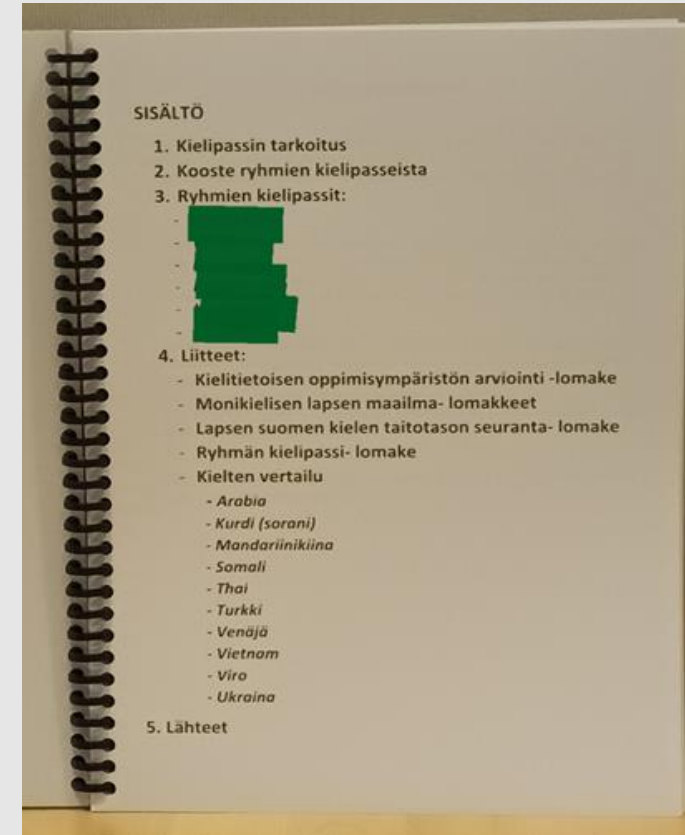 SISÄLTÖ
1. Kielipassin tarkoitus
2. Kooste ryhmien kielipasseista
3. Ryhmien kielipassit:
-
-
-
-
-
-
4. Liitteet:
- Kielitietoisen oppimisympäristön arviointi -lomake
- Monikielisen lapsen maailma- lomakkeet
- Lapsen suomen kielen taitotason seuranta- lomake
- Ryhmän kielipassi- lomake
- Kielten vertailu
- Arabia
- Kurdi (sorani)
- Mandariinikiina
- Somali
- Thai
- Turkki
- Venäjä
- Vietnam
- Viro
- Ukraina
5. Lähteet